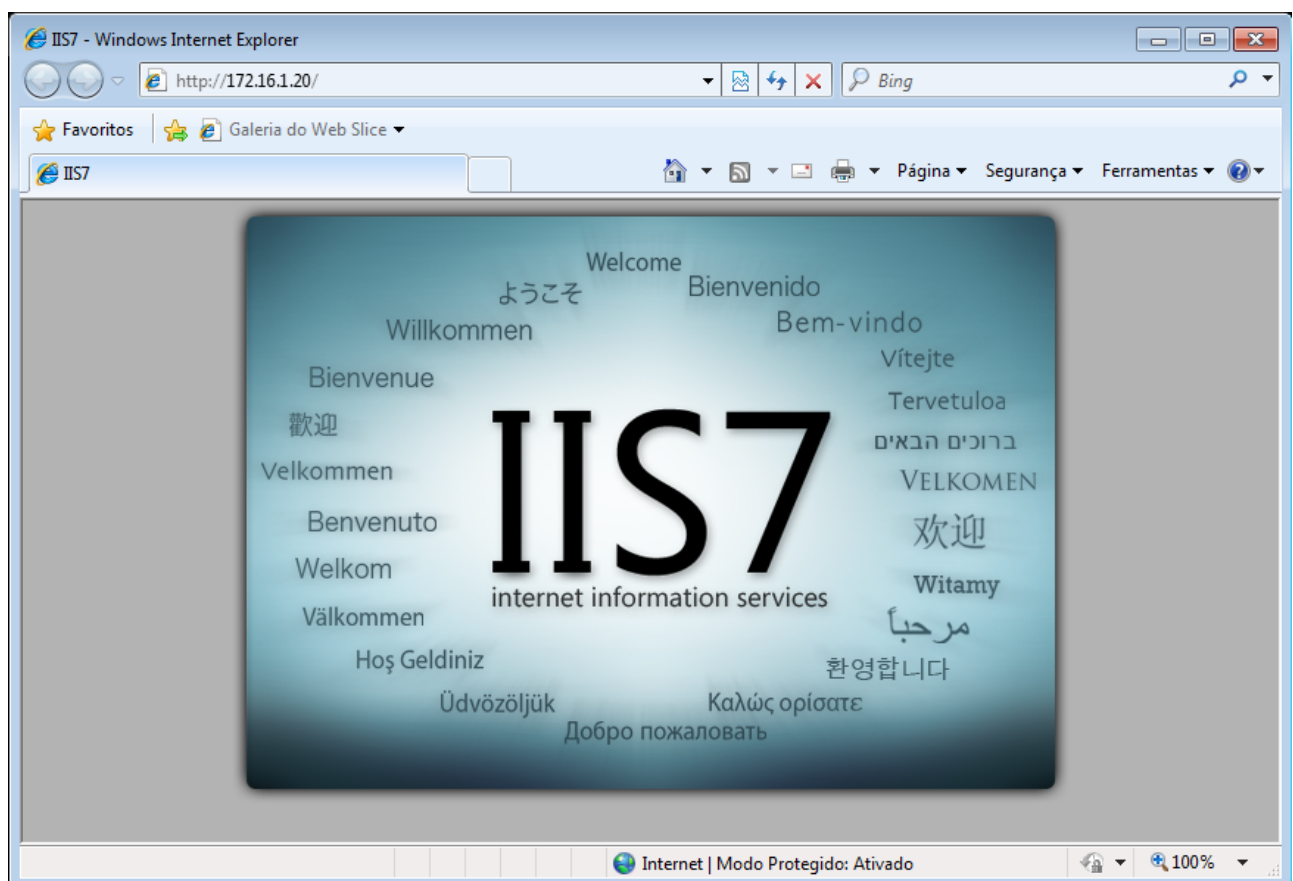 IIS7 - Windows Internet Explorer
http://172.16.1.20/
Bing
Favoritos
Galeria do Web Slice
IIS7
Página
Segurança
Ferramentas
Welcome
ようこそ
Bienvenido
Willkommen
Bem-vindo
Vítejte
Bienvenue
Tervetuloa
歡迎
ברוכים הבאים
Velkommen
VELKOMEN
Benvenuto
欢迎
Welkom
Witamy
IIS7
internet information services
Välkommen
مرحباً
Hoş Geldiniz
환영합니다
Üdvözöljük
Καλώς ορίσατε
Добро пожаловать
Internet | Modo Protegido: Ativado
100%